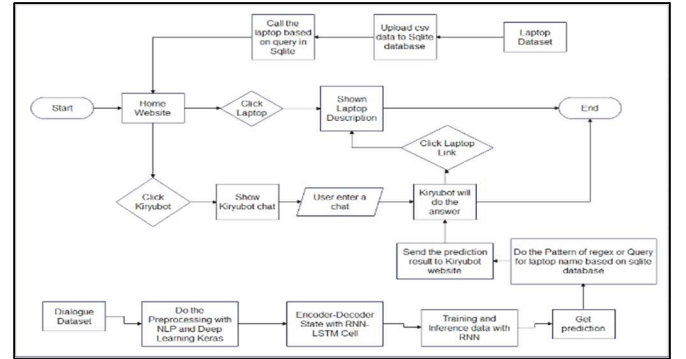 Call the
laptop based
on query in
Sqlite
Upload csv
data to Sqlite
database
Laptop
Dataset
Start
Home
Website
Click
Laptop
Shown
Laptop
Description
End
Click Laptop
Link
Click
Kiryubot
Show
Kiryubot chat
User enter a
chat
Kiryubot will
do the
answer
Send the prediction
result to Kiryubot
website
Do the Pattern of regex or Query
for laptop name based on sqlite
database
Dialogue
Dataset
Do the
Preprocessing with
NLP and Deep
Learning Keras
Encoder-Decoder
State with RNN-
LSTM Cell
Training and
Inference data with
RNN
Get
prediction